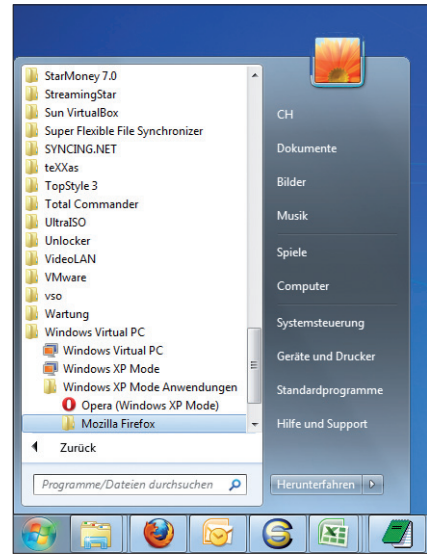 StarMoney 7.0
StreamingStar
Sun VirtualBox
Super Flexible File Synchronizer
SYNCING.NET
teXXas
TopStyle 3
Total Commander
UltraISO
Unlocker
VideoLAN
VMware
vso
Wartung
Windows Virtual PC
Windows Virtual PC
Windows XP Mode
Windows XP Mode Anwendungen
Opera (Windows XP Mode)
Mozilla Firefox
Zurück
Programme/Dateien durchsuchen
CH
Dokumente
Bilder
Musik
Spiele
Computer
Systemsteuerung
Geräte und Drucker
Standardprogramme
Hilfe und Support
Herunterfahren